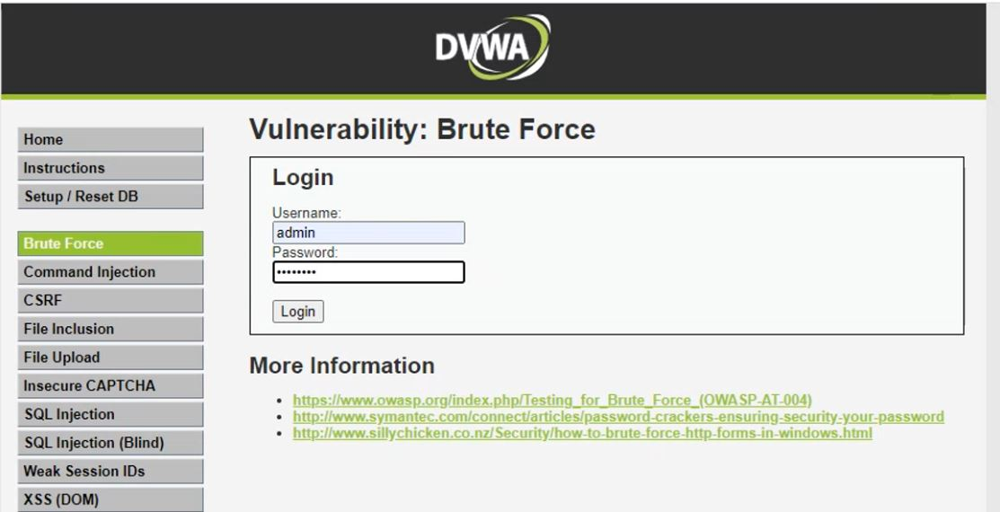 DVWA
Home
Instructions
Setup / Reset DB
Brute Force
Command Injection
CSRF
File Inclusion
File Upload
Insecure CAPTCHA
SQL Injection
SQL Injection (Blind)
Weak Session IDs
XSS (DOM)
Vulnerability: Brute Force
Login
Username:
admin
Password:
••••••••
Login
More Information
• https://www.owasp.org/index.php/Testing_for_Brute_Force_(OWASP-AT-004)
• http://www.symantec.com/connect/articles/password-crackers-ensuring-security-your-password
• http://www.sillychicken.co.nz/Security/how-to-brute-force-http-forms-in-windows.html